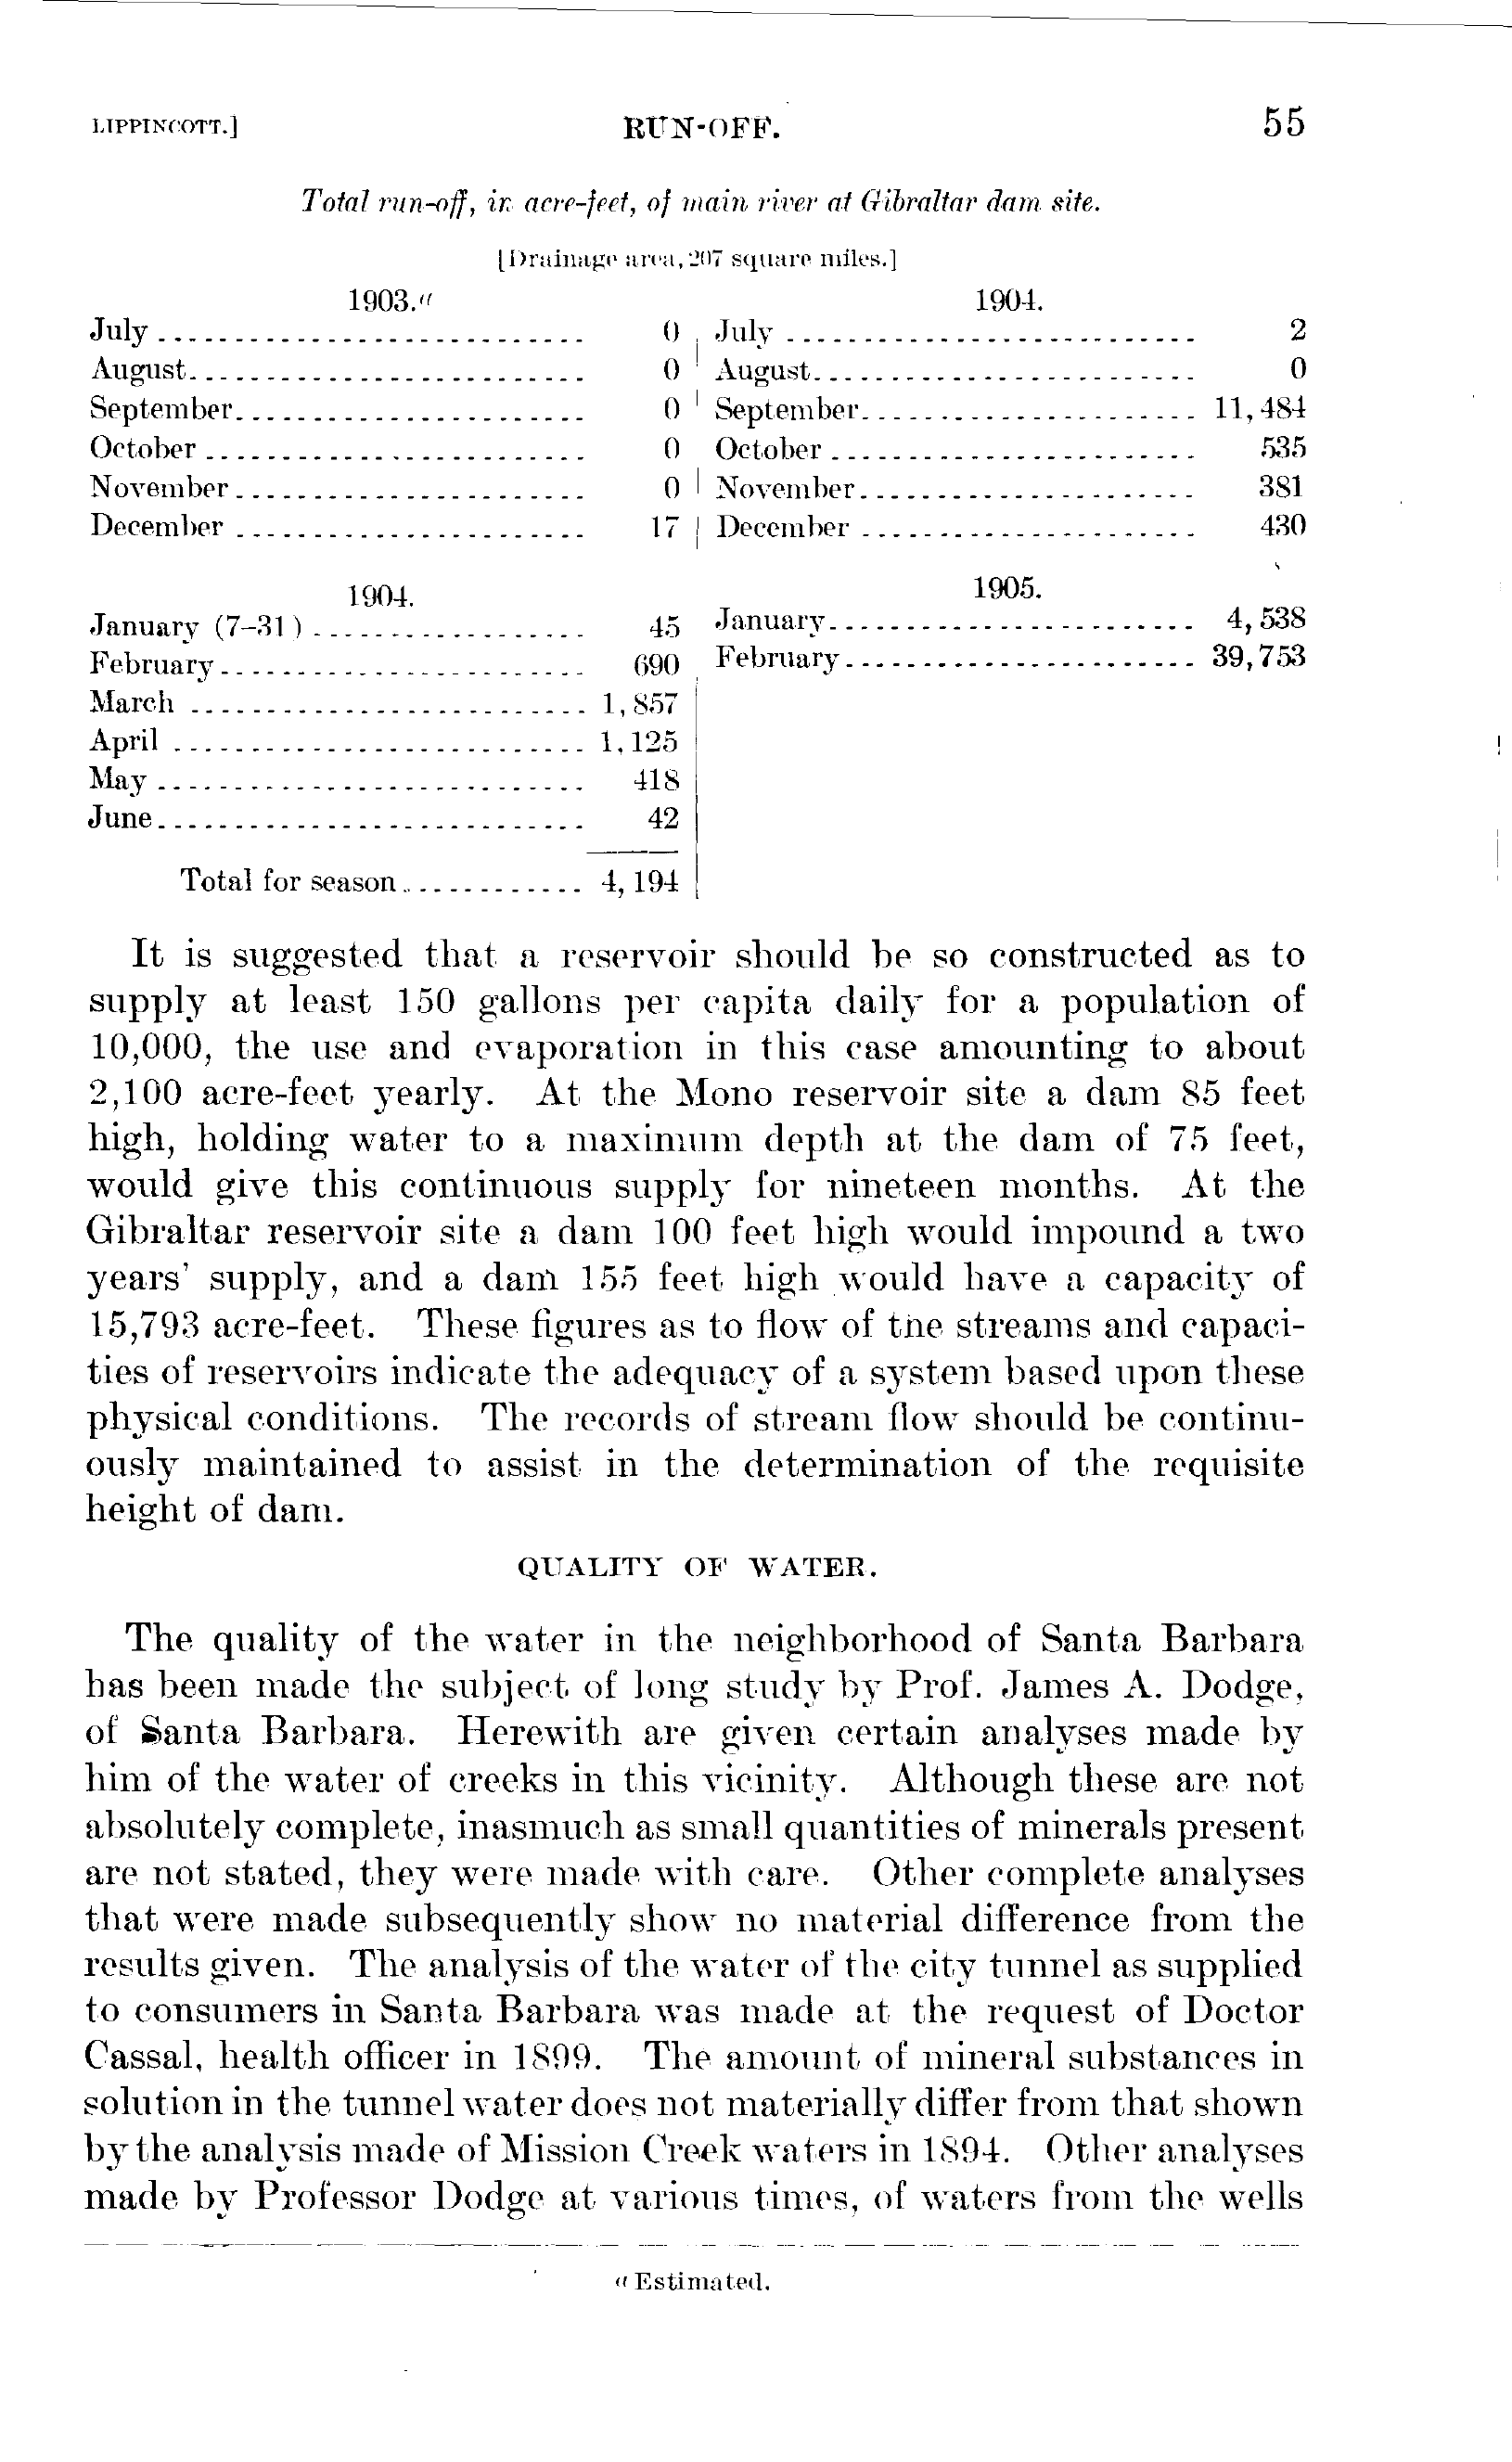 LIPPINCOTT.] RUN-OFF. 55
Total run-off, in acre-feet, of main river at Gibraltar dam site.
[Drainage area, 207 square miles.]
1903.a
July 0
August 0
September 0
October 0
November 0
December 17
1904.
January (7–31) 45
February 690
March 1,857
April 1,125
May 418
June 42
Total for season 4,194
1904.
July 2
August 0
September 11,484
October 535
November 381
December 430
1905.
January 4,538
February 39,753
It is suggested that a reservoir should be so constructed as to
supply at least 150 gallons per capita daily for a population of
10,000, the use and evaporation in this case amounting to about
2,100 acre-feet yearly. At the Mono reservoir site a dam 85 feet
high, holding water to a maximum depth at the dam of 75 feet,
would give this continuous supply for nineteen months. At the
Gibraltar reservoir site a dam 100 feet high would impound a two
years' supply, and a dam 155 feet high would have a capacity of
15,793 acre-feet. These figures as to flow of the streams and capaci-
ties of reservoirs indicate the adequacy of a system based upon these
physical conditions. The records of stream flow should be continu-
ously maintained to assist in the determination of the requisite
height of dam.
QUALITY OF WATER.
The quality of the water in the neighborhood of Santa Barbara
has been made the subject of long study by Prof. James A. Dodge,
of Santa Barbara. Herewith are given certain analyses made by
him of the water of creeks in this vicinity. Although these are not
absolutely complete, inasmuch as small quantities of minerals present
are not stated, they were made with care. Other complete analyses
that were made subsequently show no material difference from the
results given. The analysis of the water of the city tunnel as supplied
to consumers in Santa Barbara was made at the request of Doctor
Cassal, health officer in 1899. The amount of mineral substances in
solution in the tunnel water does not materially differ from that shown
by the analysis made of Mission Creek waters in 1894. Other analyses
made by Professor Dodge at various times, of waters from the wells
a Estimated.